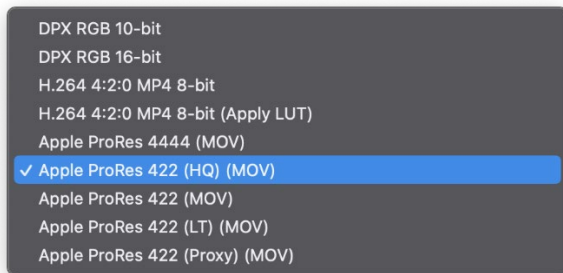 DPX RGB 10-bit
DPX RGB 16-bit
H.264 4:2:0 MP4 8-bit
H.264 4:2:0 MP4 8-bit (Apply LUT)
Apple ProRes 4444 (MOV)
✓ Apple ProRes 422 (HQ) (MOV)
Apple ProRes 422 (MOV)
Apple ProRes 422 (LT) (MOV)
Apple ProRes 422 (Proxy) (MOV)